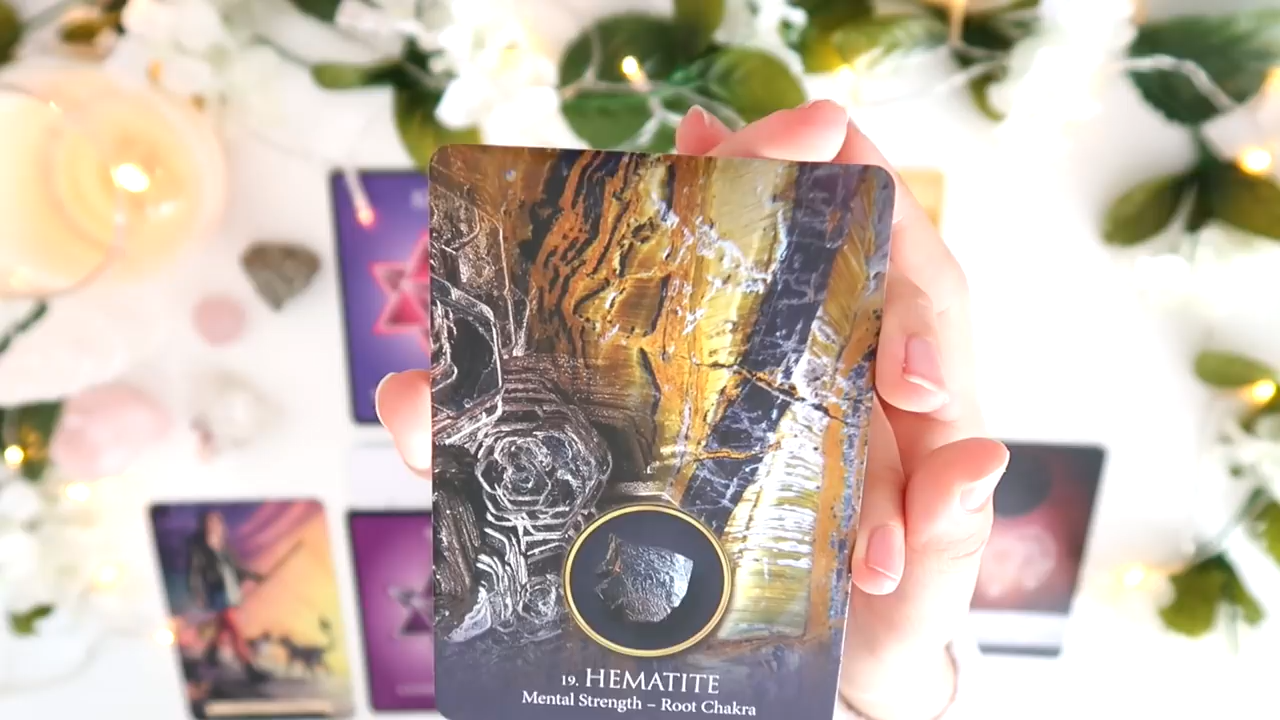 19. HEMATITE
Mental Strength – Root Chakra